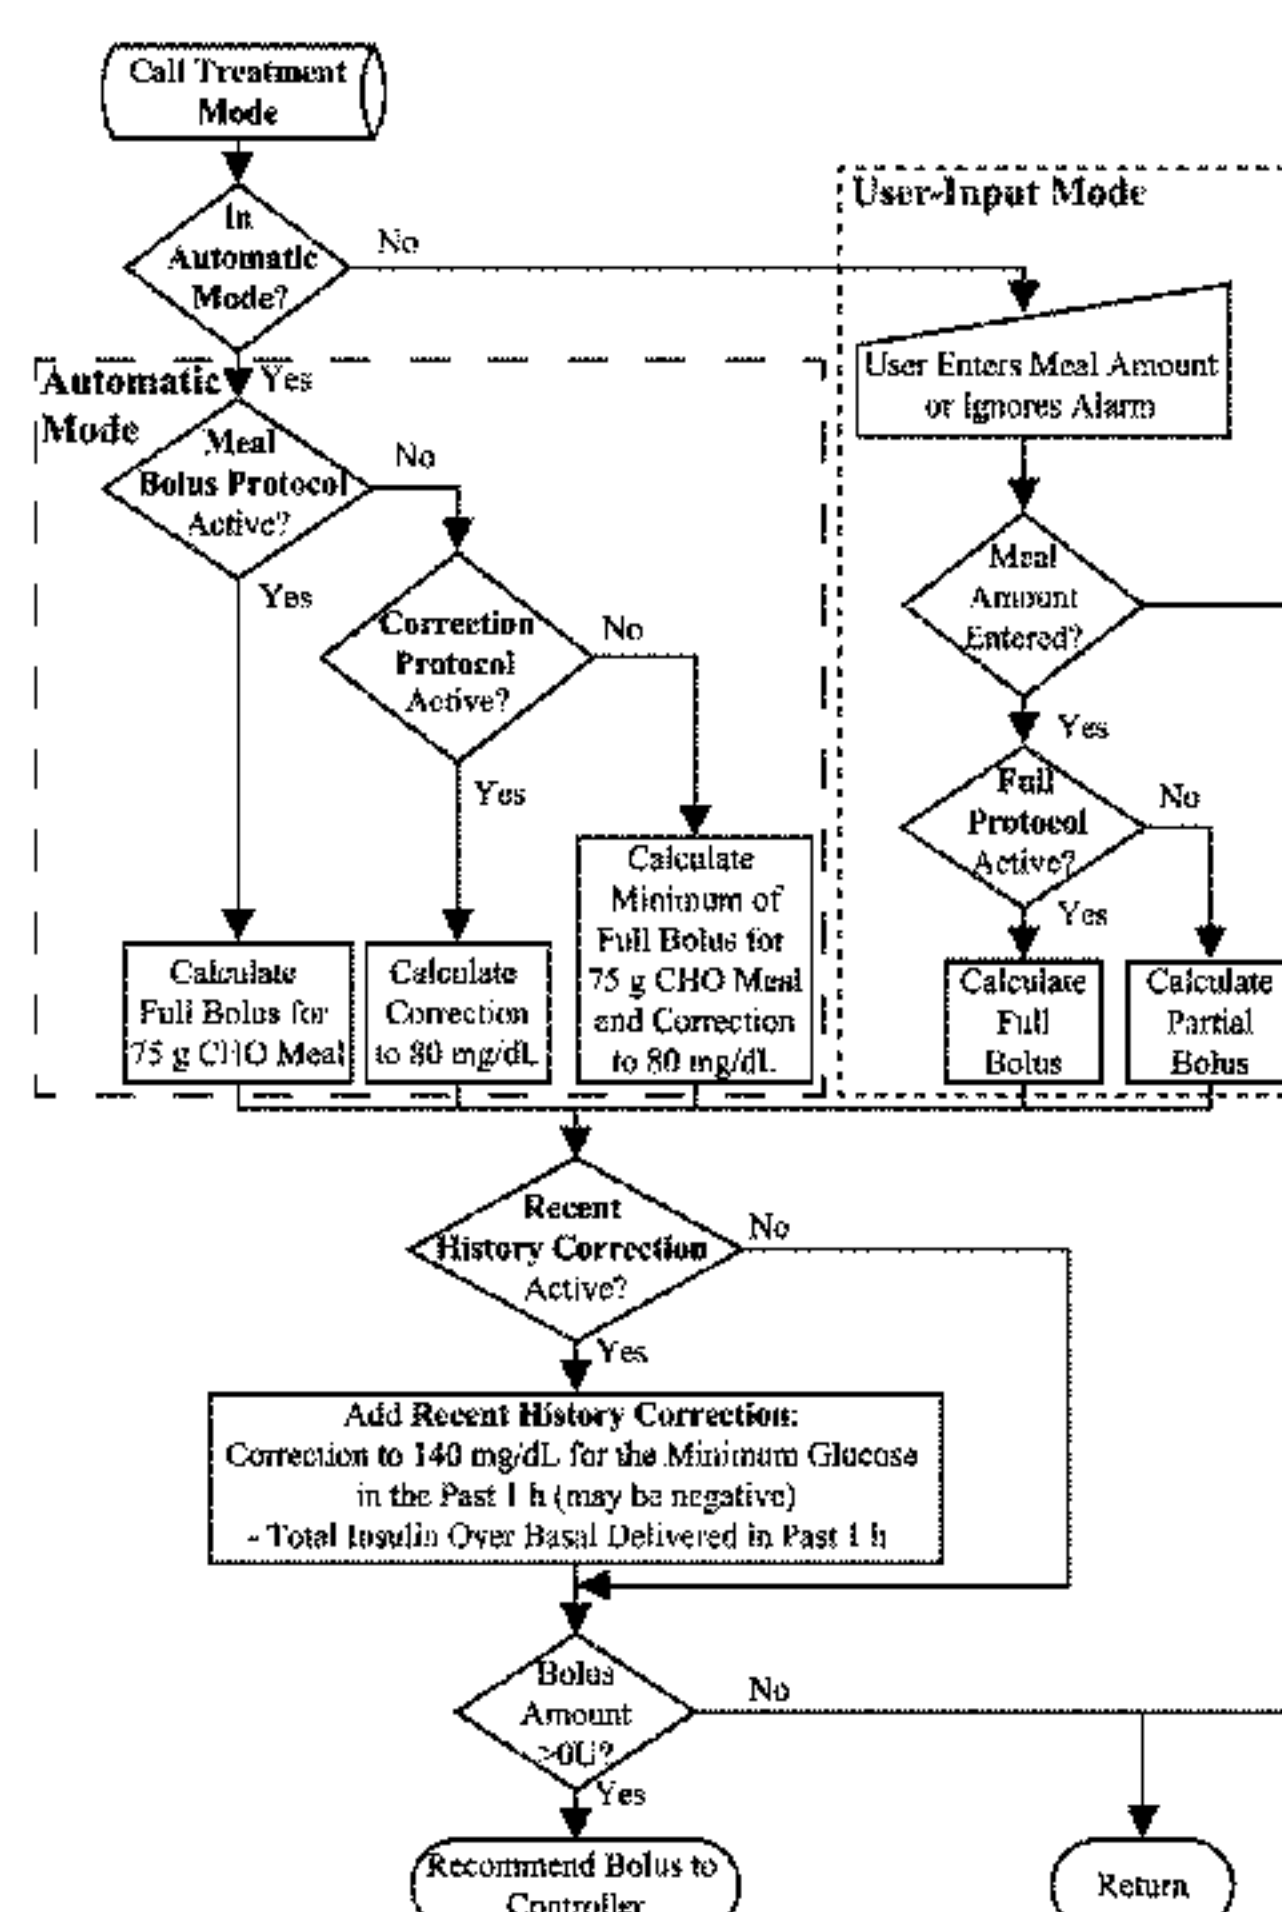 Call Treatment
Mode
In
Automatic
Mode?
No
Yes
Automatic
Mode
Meal
Bolus Protocol
Active?
No
Yes
Correction
Protocol
Active?
No
Yes
Calculate
Full Bolus for
75 g CHO Meal
Calculate
Correction
to 80 mg/dL
Calculate
Minimum of
Full Bolus for
75 g CHO Meal
and Correction
to 80 mg/dL
User-Input Mode
User Enters Meal Amount
or Ignores Alarm
Meal
Amount
Entered?
Yes
Full
Protocol
Active?
No
Yes
Calculate
Full
Bolus
Calculate
Partial
Bolus
Recent
History Correction
Active?
No
Yes
Add Recent History Correction:
Correction to 140 mg/dL for the Minimum Glucose
in the Past 1 h (may be negative)
- Total Insulin Over Basal Delivered in Past 1 h
Bolus
Amount
>0U?
No
Yes
Recommend Bolus to
Controller
Return